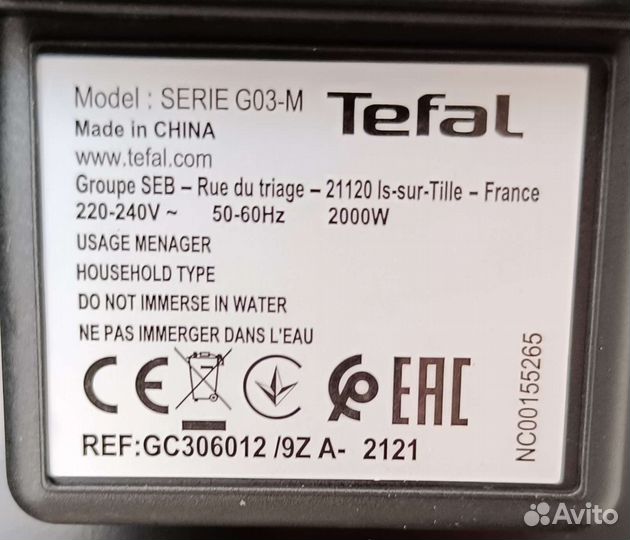 Model : SERIE G03-M
Tefal
Made in CHINA
www.tefal.com
Groupe SEB – Rue du triage – 21120 Is-sur-Tille – France
220-240V ~ 50-60Hz 2000W
USAGE MENAGER
HOUSEHOLD TYPE
DO NOT IMMERSE IN WATER
NE PAS IMMERGER DANS L'EAU
CE EAC
REF:GC306012 /9Z A- 2121
NC00155265
Avito